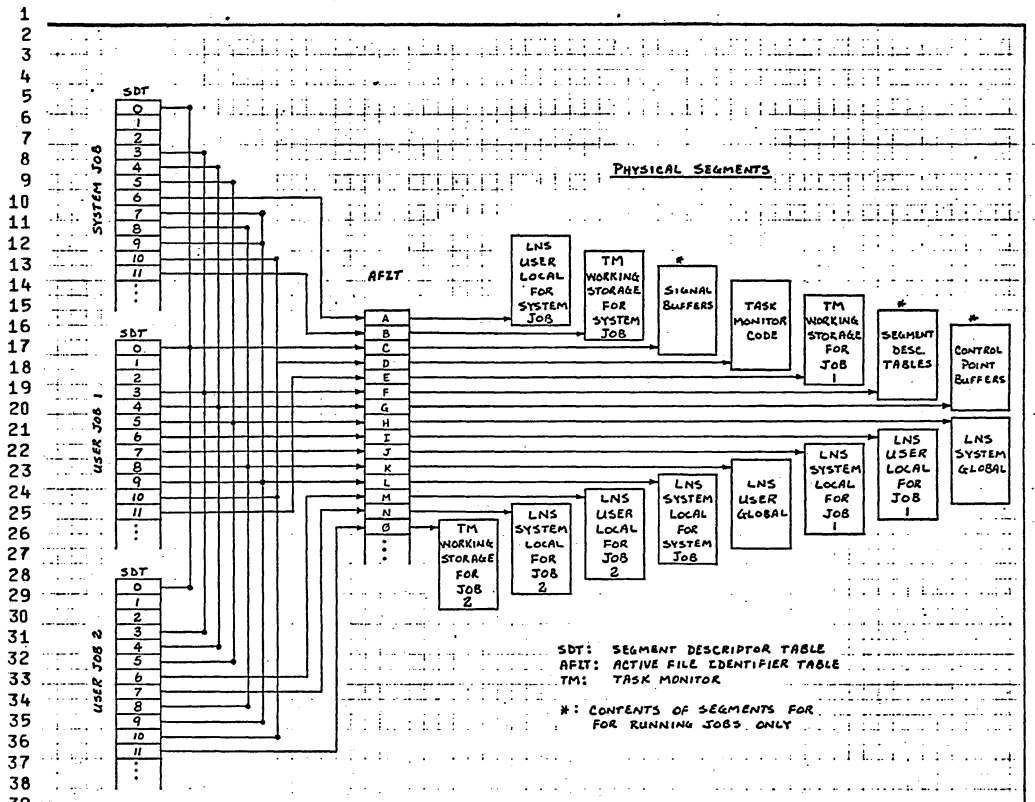 1
2
3
4
5
6
7
8
9
10
11
12
13
14
15
16
17
18
19
20
21
22
23
24
25
26
27
28
29
30
31
32
33
34
35
36
37
38
39
SYSTEM JOB
SDT
0
1
2
3
4
5
6
7
8
9
10
11
USER JOB 1
SDT
0
1
2
3
4
5
6
7
8
9
10
11
USER JOB 2
SDT
0
1
2
3
4
5
6
7
8
9
10
11
AFIT
A
B
C
D
E
F
G
H
I
J
K
L
M
N
Ø
PHYSICAL SEGMENTS
LNS
USER
LOCAL
FOR
SYSTEM
JOB
TM
WORKING
STORAGE
FOR
SYSTEM
JOB
*
SIGNAL
BUFFERS
TASK
MONITOR
CODE
TM
WORKING
STORAGE
FOR
JOB
1
*
SEGMENT
DESC.
TABLES
*
CONTROL
POINT
BUFFERS
TM
WORKING
STORAGE
FOR
JOB
2
LNS
SYSTEM
LOCAL
FOR
JOB
2
LNS
USER
LOCAL
FOR
JOB
2
LNS
SYSTEM
LOCAL
FOR
SYSTEM
JOB
LNS
USER
GLOBAL
LNS
SYSTEM
LOCAL
FOR
JOB
1
LNS
USER
LOCAL
FOR
JOB
1
LNS
SYSTEM
GLOBAL
SDT: SEGMENT DESCRIPTOR TABLE
AFIT: ACTIVE FILE IDENTIFIER TABLE
TM: TASK MONITOR
*: CONTENTS OF SEGMENTS FOR
FOR RUNNING JOBS ONLY